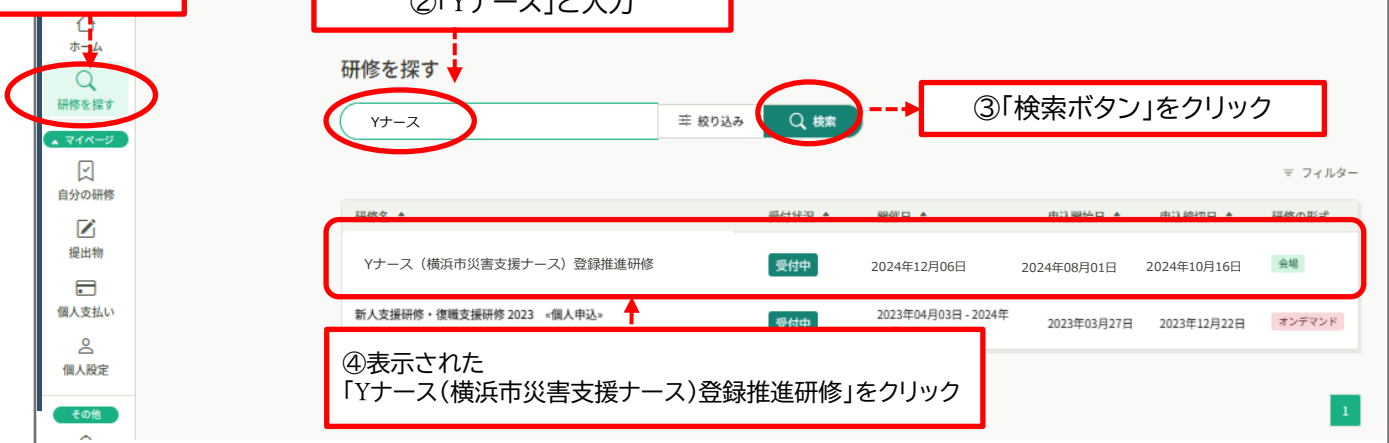 ②「Yナース」と入力
ホーム
研修を探す
研修を探す
Yナース
絞り込み
検索
③「検索ボタン」をクリック
マイページ
フィルター
自分の研修
研修名
受付状況
開催日
申込開始日
申込締切日
研修の形式
提出物
Yナース（横浜市災害支援ナース）登録推進研修
受付中
2024年12月06日
2024年08月01日
2024年10月16日
会場
個人支払い
新人支援研修・復職支援研修 2023 «個人申込»
受付中
2023年04月03日 - 2024年
2023年03月27日
2023年12月22日
オンデマンド
個人設定
④表示された
「Yナース（横浜市災害支援ナース）登録推進研修」をクリック
その他
1